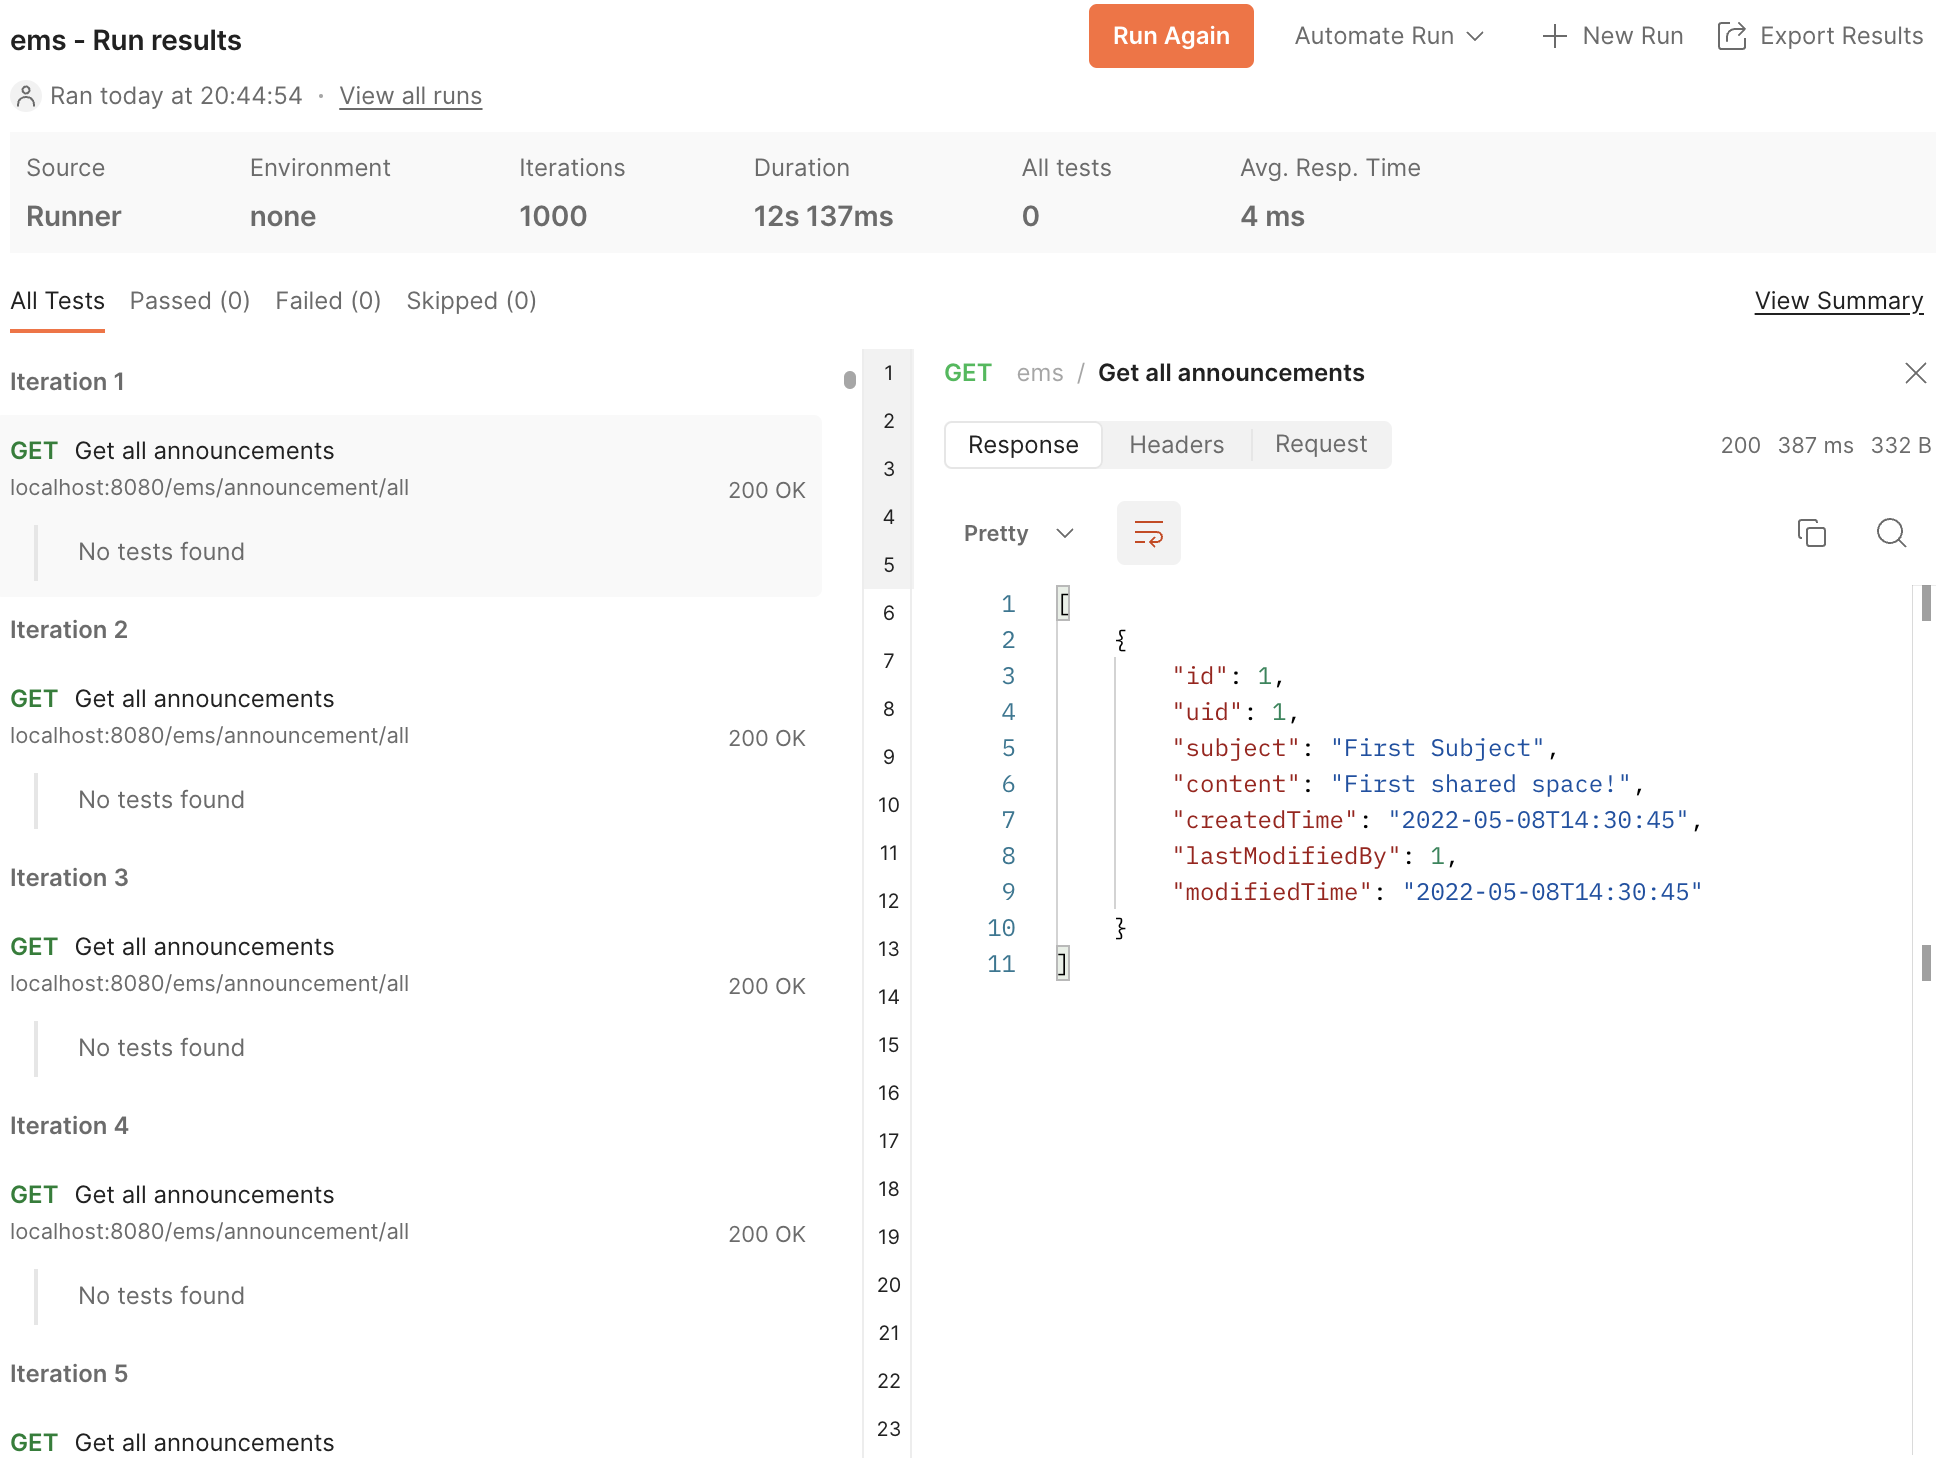 ems - Run results
Run Again
Automate Run
New Run
Export Results
Ran today at 20:44:54 · View all runs
Source Environment Iterations Duration All tests Avg. Resp. Time
Runner none 1000 12s 137ms 0 4 ms
All Tests Passed (0) Failed (0) Skipped (0)
View Summary
Iteration 1
GET Get all announcements
localhost:8080/ems/announcement/all
200 OK
No tests found
Iteration 2
GET Get all announcements
localhost:8080/ems/announcement/all
200 OK
No tests found
Iteration 3
GET Get all announcements
localhost:8080/ems/announcement/all
200 OK
No tests found
Iteration 4
GET Get all announcements
localhost:8080/ems/announcement/all
200 OK
No tests found
Iteration 5
GET Get all announcements
1
2
3
4
5
6
7
8
9
10
11
12
13
14
15
16
17
18
19
20
21
22
23
GET ems / Get all announcements
Response Headers Request
200 387 ms 332 B
Pretty
1 [
2 {
3 "id": 1,
4 "uid": 1,
5 "subject": "First Subject",
6 "content": "First shared space!",
7 "createdTime": "2022-05-08T14:30:45",
8 "lastModifiedBy": 1,
9 "modifiedTime": "2022-05-08T14:30:45"
10 }
11 ]